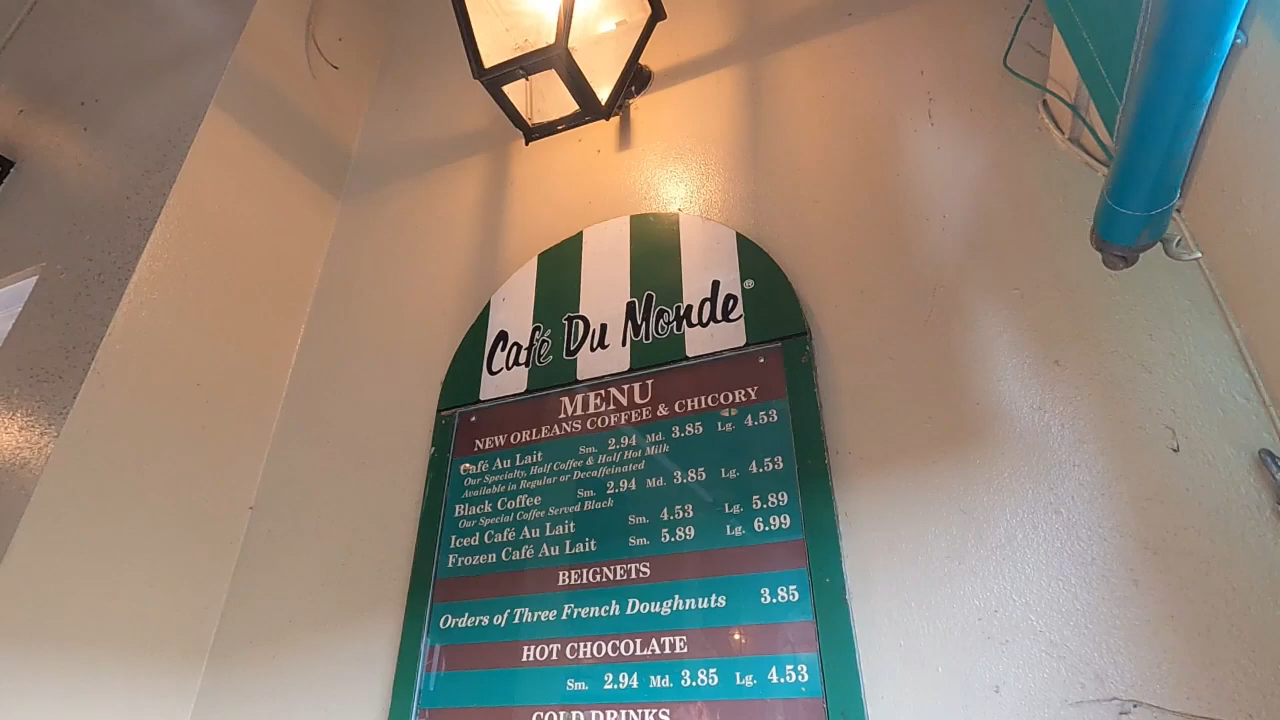 Café Du Monde®
MENU
NEW ORLEANS COFFEE & CHICORY
Café Au Lait Sm. 2.94 Md. 3.85 Lg. 4.53
Our Specialty, Half Coffee & Half Hot Milk
Available in Regular or Decaffeinated
Black Coffee Sm. 2.94 Md. 3.85 Lg. 4.53
Our Special Coffee Served Black
Iced Café Au Lait Sm. 4.53 Lg. 5.89
Frozen Café Au Lait Sm. 5.89 Lg. 6.99
BEIGNETS
Orders of Three French Doughnuts 3.85
HOT CHOCOLATE
Sm. 2.94 Md. 3.85 Lg. 4.53
COLD DRINKS